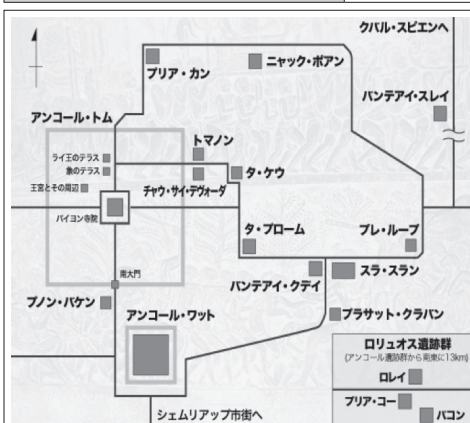 クバル・スピエンへ
プリア・カン
ニャック・ポアン
バンテアイ・スレイ
アンコール・トム
トマノン
ライ王のテラス
象のテラス
タ・ケウ
王宮とその周辺
チャウ・サイ・デヴォーダ
バイヨン寺院
タ・プローム
プレ・ループ
南大門
バンテアイ・クデイ
スラ・スラン
プノン・バケン
アンコール・ワット
プラサット・クラバン
ロリュオス遺跡群
(アンコール遺跡群から南東に13km)
ロレイ
プリア・コー
バコン
シェムリアップ市街へ